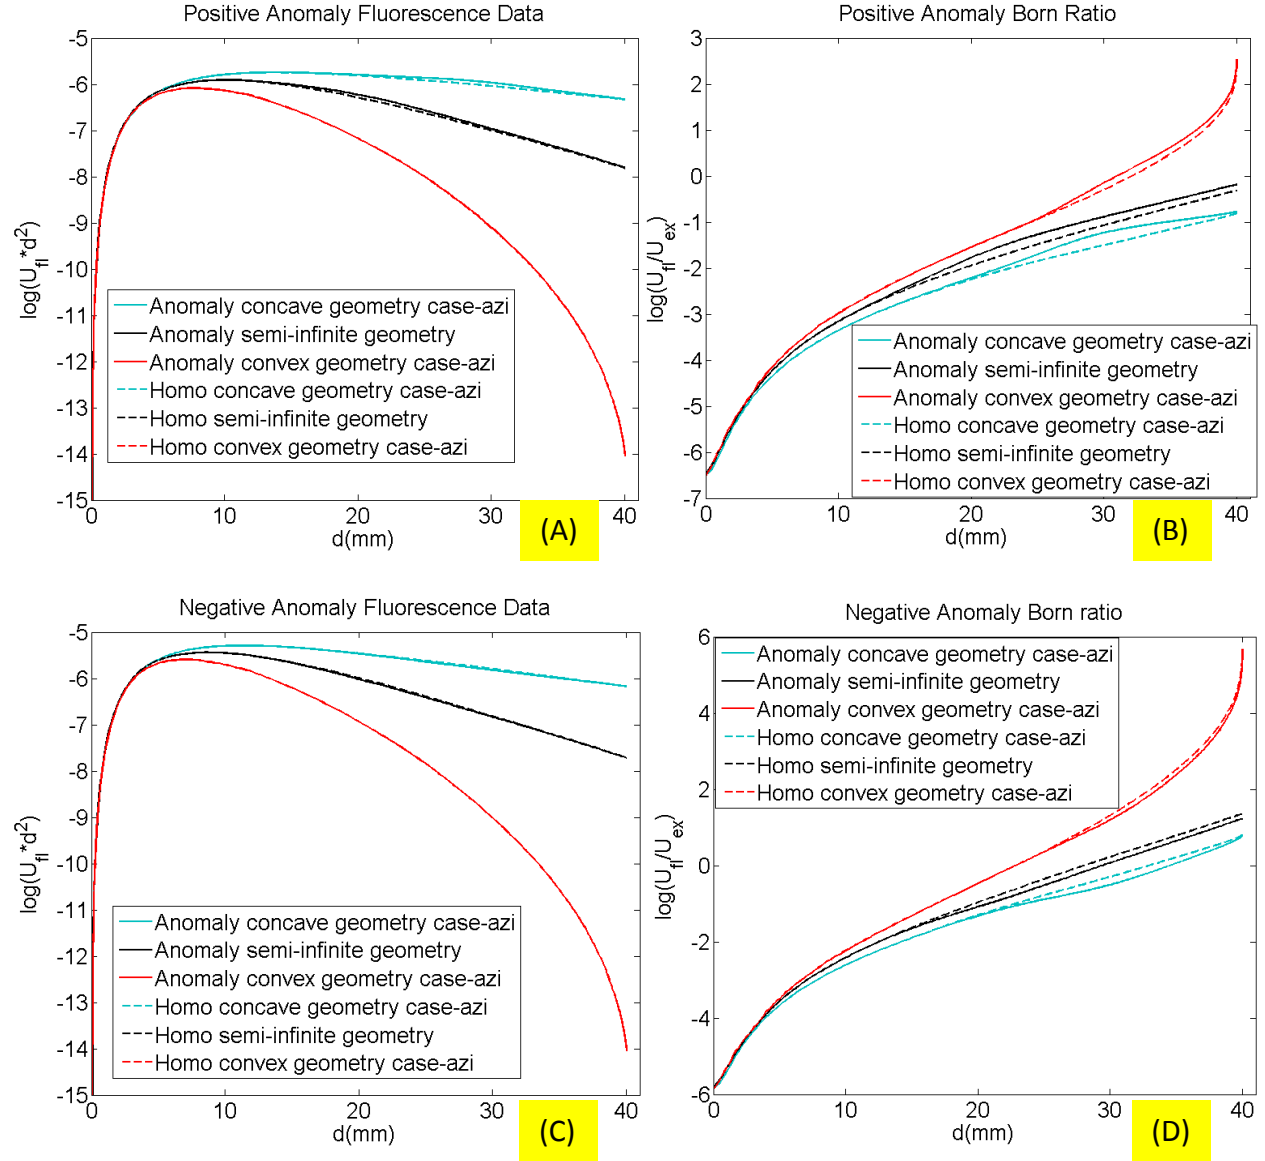 Positive Anomaly Fluorescence Data
-5
-6
-7
-8
-9
-10
-11
-12
-13
-14
-15
log(U_fl*d^2)
Anomaly concave geometry case-azi
Anomaly semi-infinite geometry
Anomaly convex geometry case-azi
Homo concave geometry case-azi
Homo semi-infinite geometry
Homo convex geometry case-azi
0 10 20 30 40
d(mm)
(A)
Positive Anomaly Born Ratio
3
2
1
0
-1
-2
-3
-4
-5
-6
-7
log(U_fl/U_ex)
Anomaly concave geometry case-azi
Anomaly semi-infinite geometry
Anomaly convex geometry case-azi
Homo concave geometry case-azi
Homo semi-infinite geometry
Homo convex geometry case-azi
0 10 20 30 40
d(mm)
(B)
Negative Anomaly Fluorescence Data
-5
-6
-7
-8
-9
-10
-11
-12
-13
-14
-15
log(U_fl*d^2)
Anomaly concave geometry case-azi
Anomaly semi-infinite geometry
Anomaly convex geometry case-azi
Homo concave geometry case-azi
Homo semi-infinite geometry
Homo convex geometry case-azi
0 10 20 30 40
d(mm)
(C)
Negative Anomaly Born ratio
6
4
2
0
-2
-4
-6
log(U_fl/U_ex)
Anomaly concave geometry case-azi
Anomaly semi-infinite geometry
Anomaly convex geometry case-azi
Homo concave geometry case-azi
Homo semi-infinite geometry
Homo convex geometry case-azi
0 10 20 30 40
d(mm)
(D)